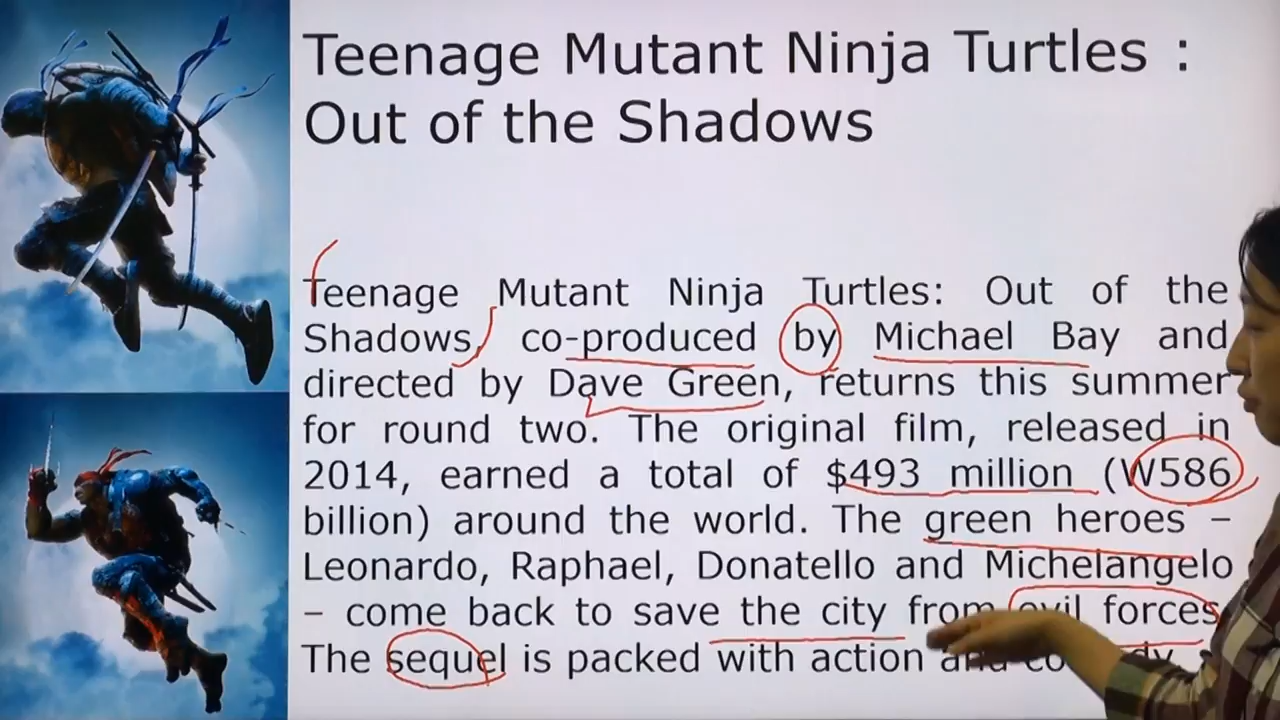 Teenage Mutant Ninja Turtles :
Out of the Shadows
Teenage Mutant Ninja Turtles: Out of the
Shadows, co-produced by Michael Bay and
directed by Dave Green, returns this summer
for round two. The original film, released in
2014, earned a total of $493 million (W586
billion) around the world. The green heroes –
Leonardo, Raphael, Donatello and Michelangelo
– come back to save the city from evil forces
The sequel is packed with action and